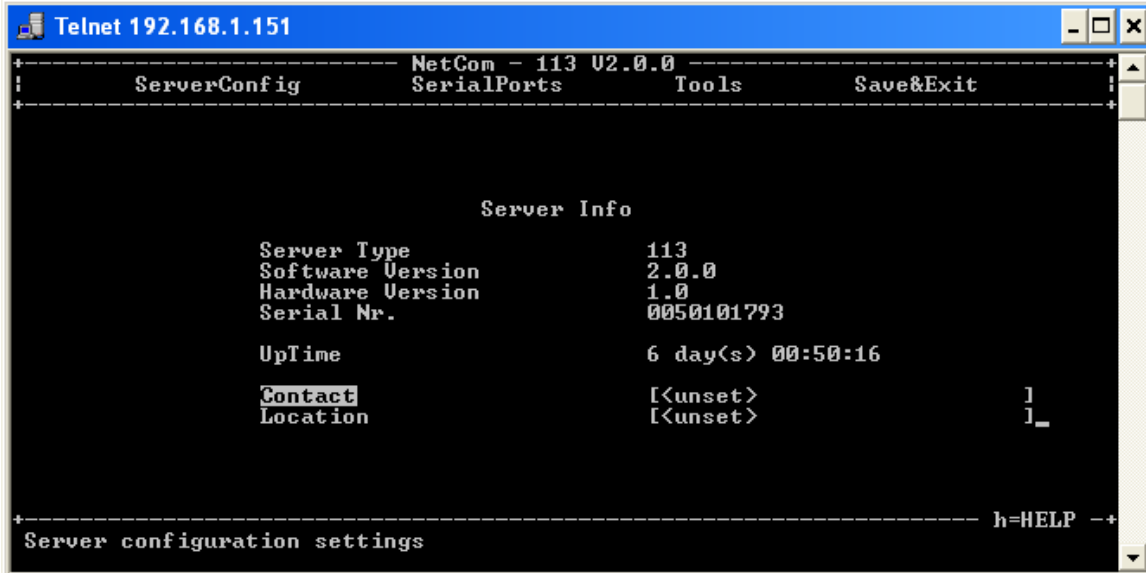 Telnet 192.168.1.151
NetCom - 113 V2.0.0
ServerConfig SerialPorts Tools Save&Exit
Server Info
Server Type 113
Software Version 2.0.0
Hardware Version 1.0
Serial Nr. 0050101793
UpTime 6 day(s) 00:50:16
Contact [<unset> ]
Location [<unset> ]_
h=HELP
Server configuration settings